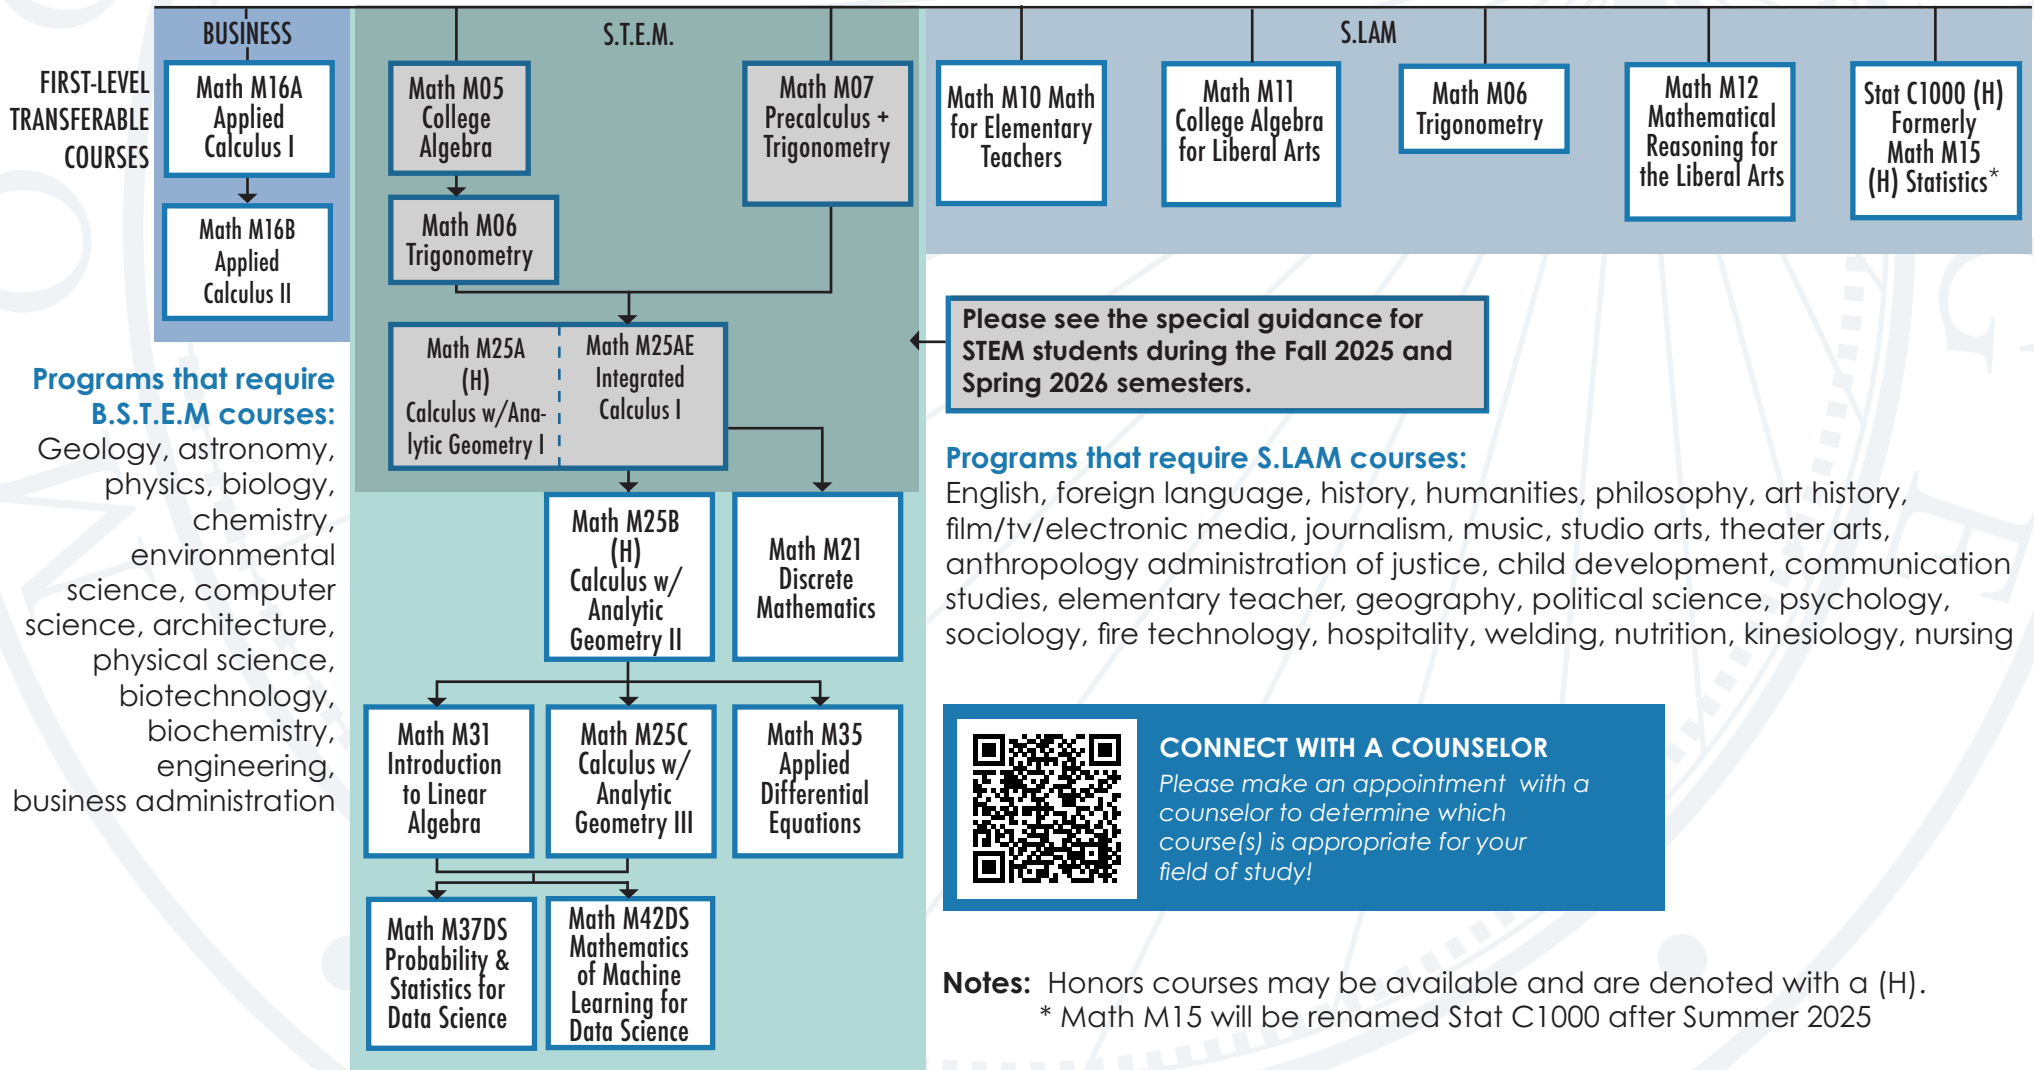 BUSINESS
S.T.E.M.
S.LAM
FIRST-LEVEL
TRANSFERABLE
COURSES
Math M16A
Applied
Calculus I
Math M05
College
Algebra
Math M07
Precalculus +
Trigonometry
Math M10 Math
for Elementary
Teachers
Math M11
College Algebra
for Liberal Arts
Math M06
Trigonometry
Math M12
Mathematical
Reasoning for
the Liberal Arts
Stat C1000 (H)
Formerly
Math M15
(H) Statistics*
Math M16B
Applied
Calculus II
Math M06
Trigonometry
Math M25A
(H)
Calculus w/Ana-
lytic Geometry I
Math M25AE
Integrated
Calculus I
Please see the special guidance for
STEM students during the Fall 2025 and
Spring 2026 semesters.
Programs that require
B.S.T.E.M courses:
Geology, astronomy,
physics, biology,
chemistry,
environmental
science, computer
science, architecture,
physical science,
biotechnology,
biochemistry,
engineering,
business administration
Math M25B
(H)
Calculus w/
Analytic
Geometry II
Math M21
Discrete
Mathematics
Programs that require S.LAM courses:
English, foreign language, history, humanities, philosophy, art history,
film/tv/electronic media, journalism, music, studio arts, theater arts,
anthropology administration of justice, child development, communication
studies, elementary teacher, geography, political science, psychology,
sociology, fire technology, hospitality, welding, nutrition, kinesiology, nursing
Math M31
Introduction
to Linear
Algebra
Math M25C
Calculus w/
Analytic
Geometry III
Math M35
Applied
Differential
Equations
CONNECT WITH A COUNSELOR
Please make an appointment with a
counselor to determine which
course(s) is appropriate for your
field of study!
Math M37DS
Probability &
Statistics for
Data Science
Math M42DS
Mathematics
of Machine
Learning for
Data Science
Notes: Honors courses may be available and are denoted with a (H).
* Math M15 will be renamed Stat C1000 after Summer 2025